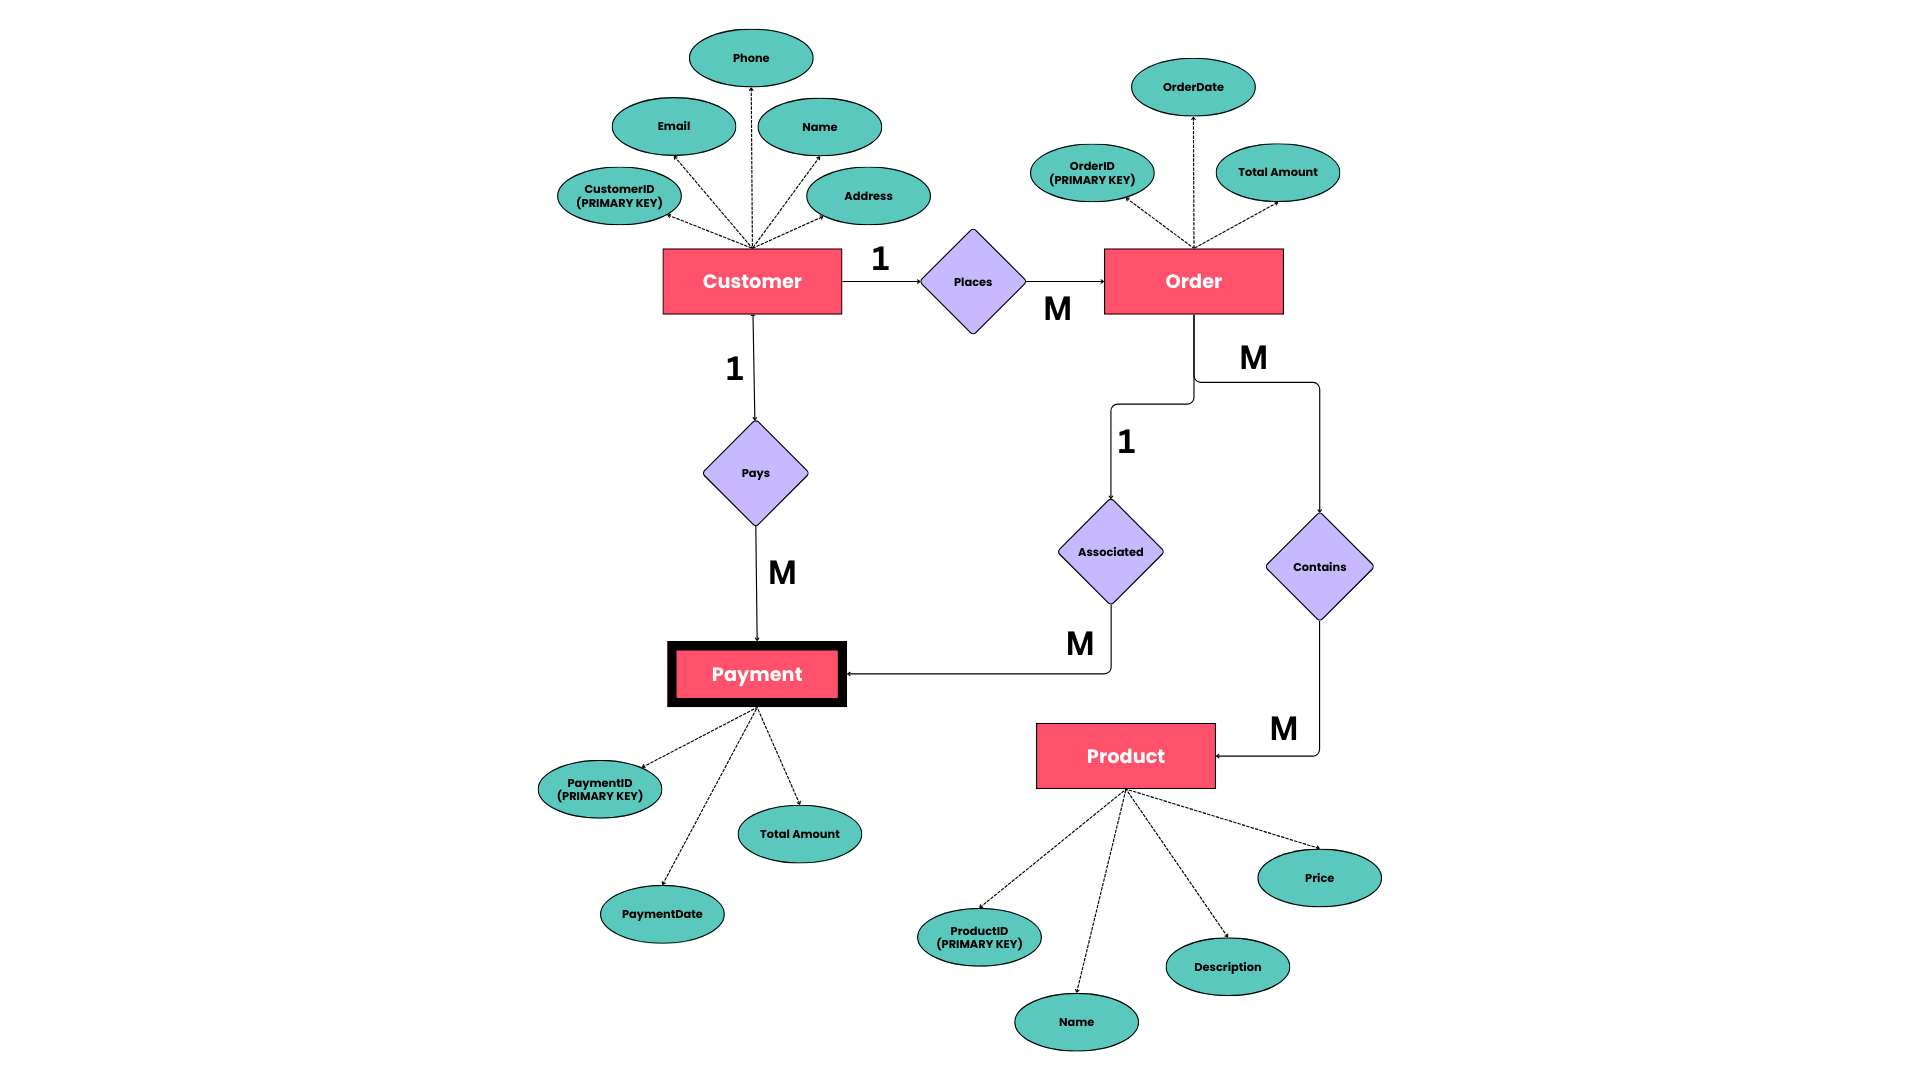 Phone
OrderDate
Email
Name
OrderID
(PRIMARY KEY)
Total Amount
CustomerID
(PRIMARY KEY)
Address
Customer
1
Places
M
Order
1
M
1
Pays
Associated
Contains
M
M
Payment
M
Product
PaymentID
(PRIMARY KEY)
Total Amount
Price
PaymentDate
ProductID
(PRIMARY KEY)
Description
Name